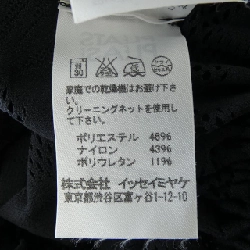 家庭での乾燥機はお避け下さ
い。
クリーニングネットを使用し
て下さい。
ポリエステル 46%
ナイロン 43%
ポリウレタン 11%
株式会社 イッセイミヤケ
東京都渋谷区富ヶ谷1-12-10